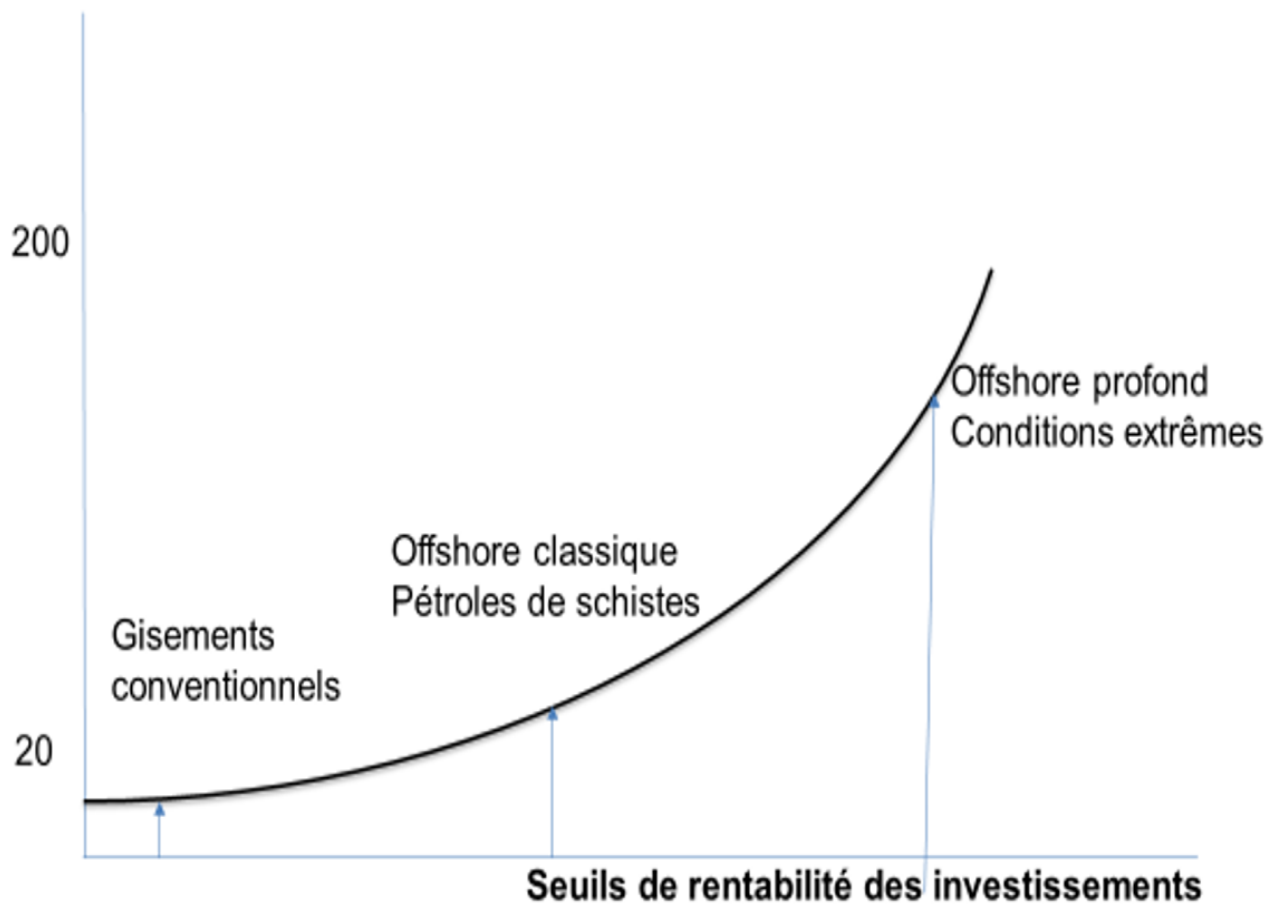 200
Offshore profond
Conditions extrêmes
Offshore classique
Pétroles de schistes
Gisements
conventionnels
20
Seuils de rentabilité des investissements